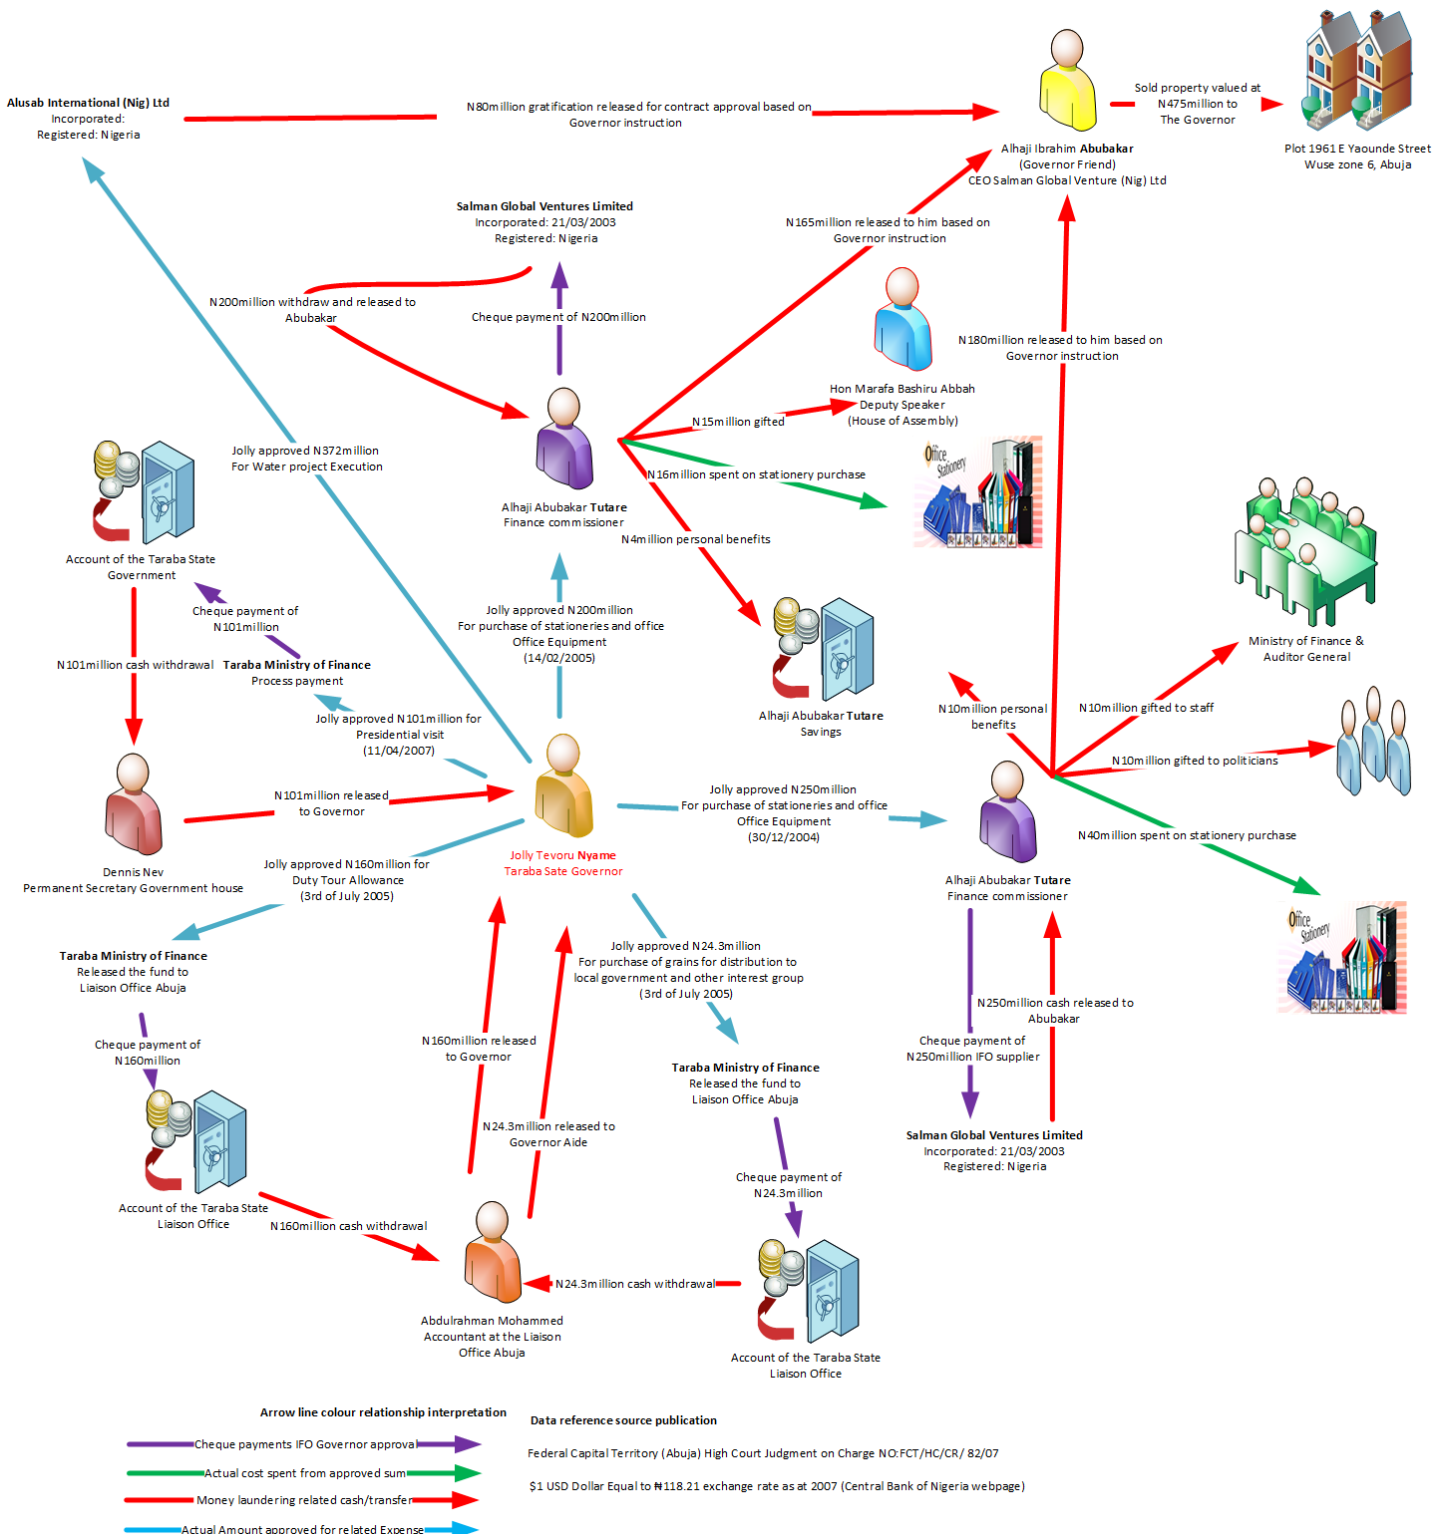 Alusab International (Nig) Ltd
Incorporated:
Registered: Nigeria
N80million gratification released for contract approval based on
Governor instruction
Sold property valued at
N475million to
The Governor
Alhaji Ibrahim Abubakar
(Governor Friend)
CEO Salman Global Venture (Nig) Ltd
Plot 1961 E Yaounde Street
Wuse zone 6, Abuja
Salman Global Ventures Limited
Incorporated: 21/03/2003
Registered: Nigeria
N165million released to him based on
Governor instruction
N200million withdraw and released to
Abubakar
Cheque payment of N200million
N180million released to him based on
Governor instruction
Hon Marafa Bashiru Abbah
Deputy Speaker
(House of Assembly)
N15million gifted
Jolly approved N372million
For Water project Execution
N16million spent on stationery purchase
Office
Stationery
Alhaji Abubakar Tutare
Finance commissioner
N4million personal benefits
Account of the Taraba State
Government
Cheque payment of
N101million
Jolly approved N200million
For purchase of stationeries and office
Office Equipment
(14/02/2005)
Ministry of Finance &
Auditor General
N101million cash withdrawal
Taraba Ministry of Finance
Process payment
Alhaji Abubakar Tutare
Savings
N10million personal
benefits
N10million gifted to staff
Jolly approved N101million for
Presidential visit
(11/04/2007)
N10million gifted to politicians
N101million released
to Governor
Jolly approved N250million
For purchase of stationeries and office
Office Equipment
(30/12/2004)
N40million spent on stationery purchase
Jolly Tevoru Nyame
Taraba Sate Governor
Dennis Nev
Permanent Secretary Government house
Jolly approved N160million for
Duty Tour Allowance
(3rd of July 2005)
Alhaji Abubakar Tutare
Finance commissioner
Office
Stationery
Taraba Ministry of Finance
Released the fund to
Liaison Office Abuja
Jolly approved N24.3million
For purchase of grains for distribution to
local government and other interest group
(3rd of July 2005)
N250million cash released to
Abubakar
Cheque payment of
N160million
N160million released
to Governor
Cheque payment of
N250million IFO supplier
Taraba Ministry of Finance
Released the fund to
Liaison Office Abuja
N24.3million released to
Governor Aide
Salman Global Ventures Limited
Incorporated: 21/03/2003
Registered: Nigeria
Cheque payment of
N24.3million
Account of the Taraba State
Liaison Office
N160million cash withdrawal
N24.3million cash withdrawal
Abdulrahman Mohammed
Accountant at the Liaison
Office Abuja
Account of the Taraba State
Liaison Office
Arrow line colour relationship interpretation
Cheque payments IFO Governor approval
Actual cost spent from approved sum
Money laundering related cash/transfer
Actual Amount approved for related Expense
Data reference source publication
Federal Capital Territory (Abuja) High Court Judgment on Charge NO:FCT/HC/CR/ 82/07
$1 USD Dollar Equal to ₦118.21 exchange rate as at 2007 (Central Bank of Nigeria webpage)